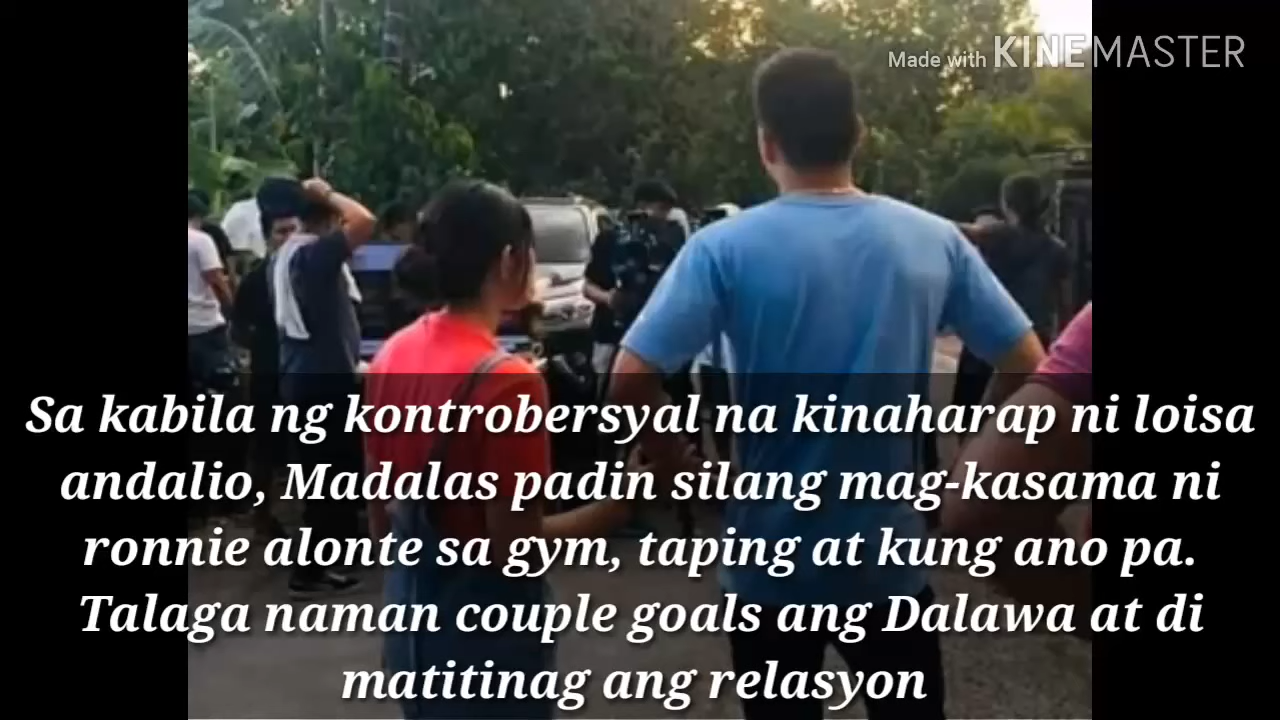 Made with KINEMASTER
Sa kabila ng kontrobersyal na kinaharap ni loisa
andalio, Madalas padin silang mag-kasama ni
ronnie alonte sa gym, taping at kung ano pa.
Talaga naman couple goals ang Dalawa at di
matitinag ang relasyon